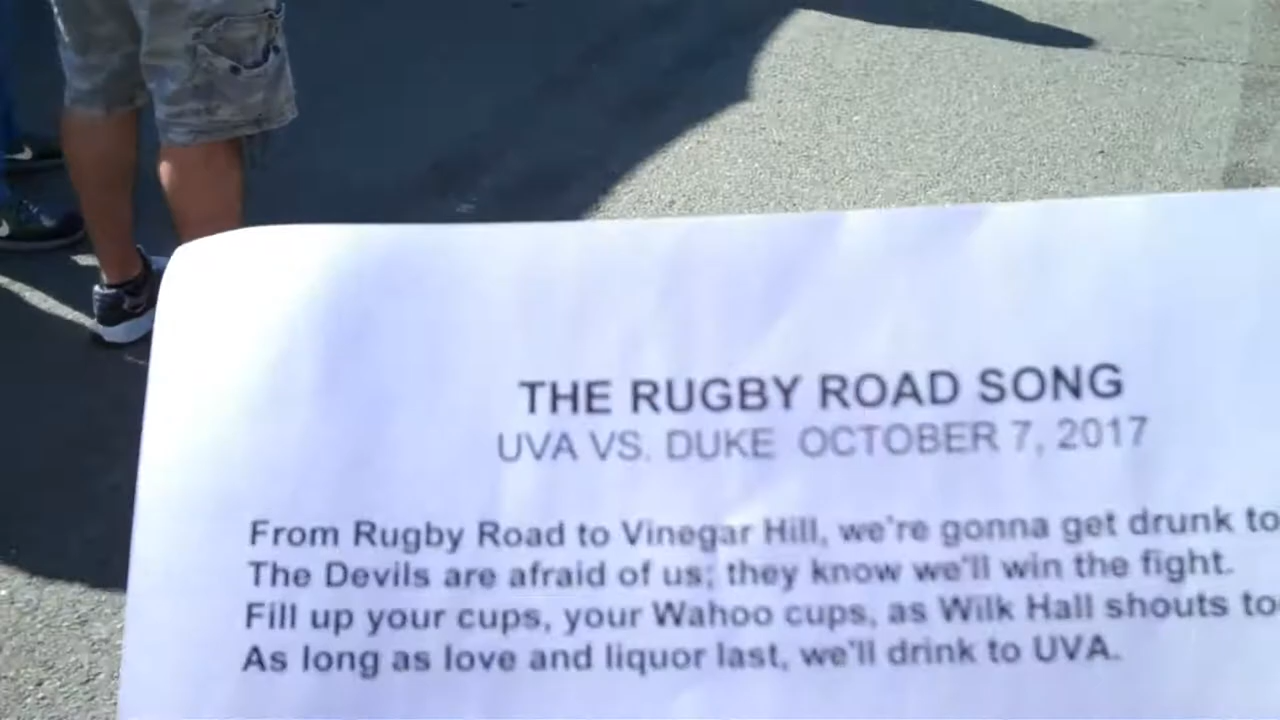 THE RUGBY ROAD SONG
UVA VS. DUKE OCTOBER 7, 2017
From Rugby Road to Vinegar Hill, we're gonna get drunk to
The Devils are afraid of us; they know we'll win the fight.
Fill up your cups, your Wahoo cups, as Wilk Hall shouts to
As long as love and liquor last, we'll drink to UVA.